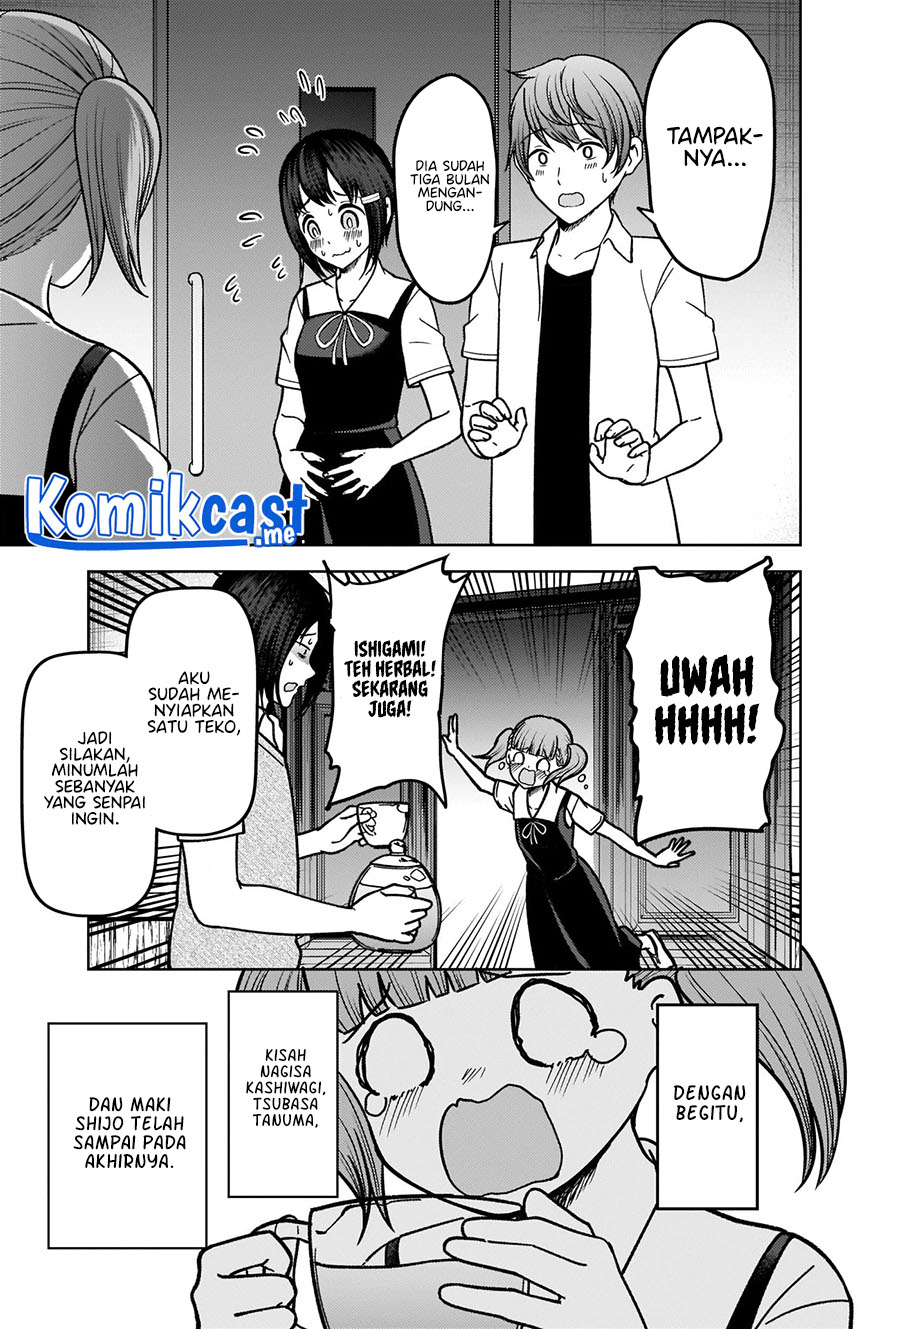 TAMPAK-
NYA...
DIA SUDAH
TIGA BULAN
MENGAN-
DUNG...
Komikcast
.me
UWAH
HHHH!
ISHIGAMI!
TEH HERBAL!
SEKARANG
JUGA!
AKU
SUDAH ME-
NYIAPKAN
SATU TEKO,
JADI
SILAKAN,
MINUMLAH
SEBANYAK
YANG SENPAI
INGIN.
DENGAN
BEGITU,
KISAH
NAGISA
KASHIWAGI,
TSUBASA
TANUMA,
DAN MAKI
SHIJO TELAH
SAMPAI PADA
AKHIRNYA.